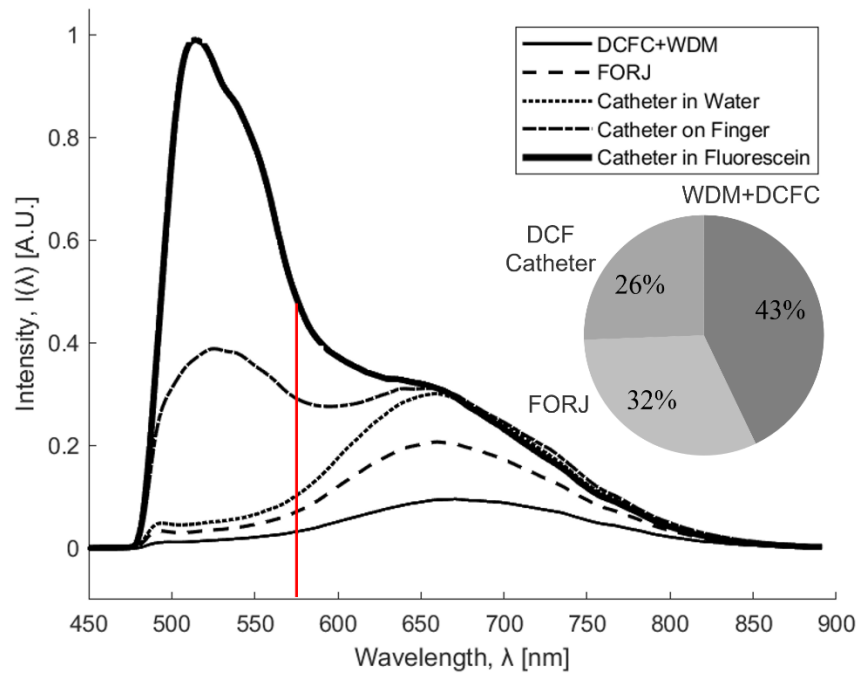 1
0.8
0.6
0.4
0.2
0
Intensity, I(λ) [A.U.]
450 500 550 600 650 700 750 800 850 900
Wavelength, λ [nm]
DCFC+WDM
FORJ
Catheter in Water
Catheter on Finger
Catheter in Fluorescein
WDM+DCFC
DCF
Catheter
26%
43%
FORJ
32%